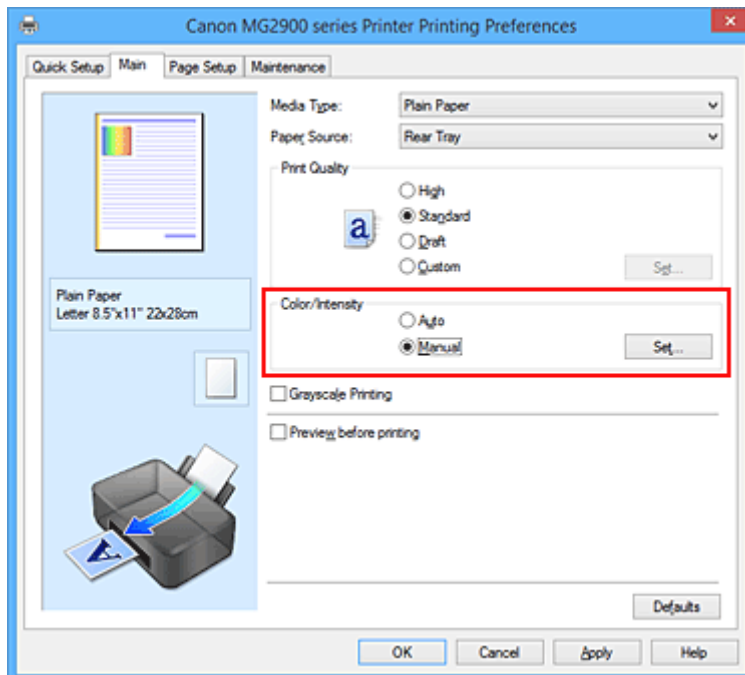 Canon MG2900 series Printer Printing Preferences
Quick Setup Main Page Setup Maintenance
Media Type: Plain Paper
Paper Source: Rear Tray
Print Quality
High
Standard
Draft
Custom Set...
Plain Paper
Letter 8.5"x11" 22x28cm
Color/Intensity
Auto
Manual Set...
Grayscale Printing
Preview before printing
Defaults
OK Cancel Apply Help